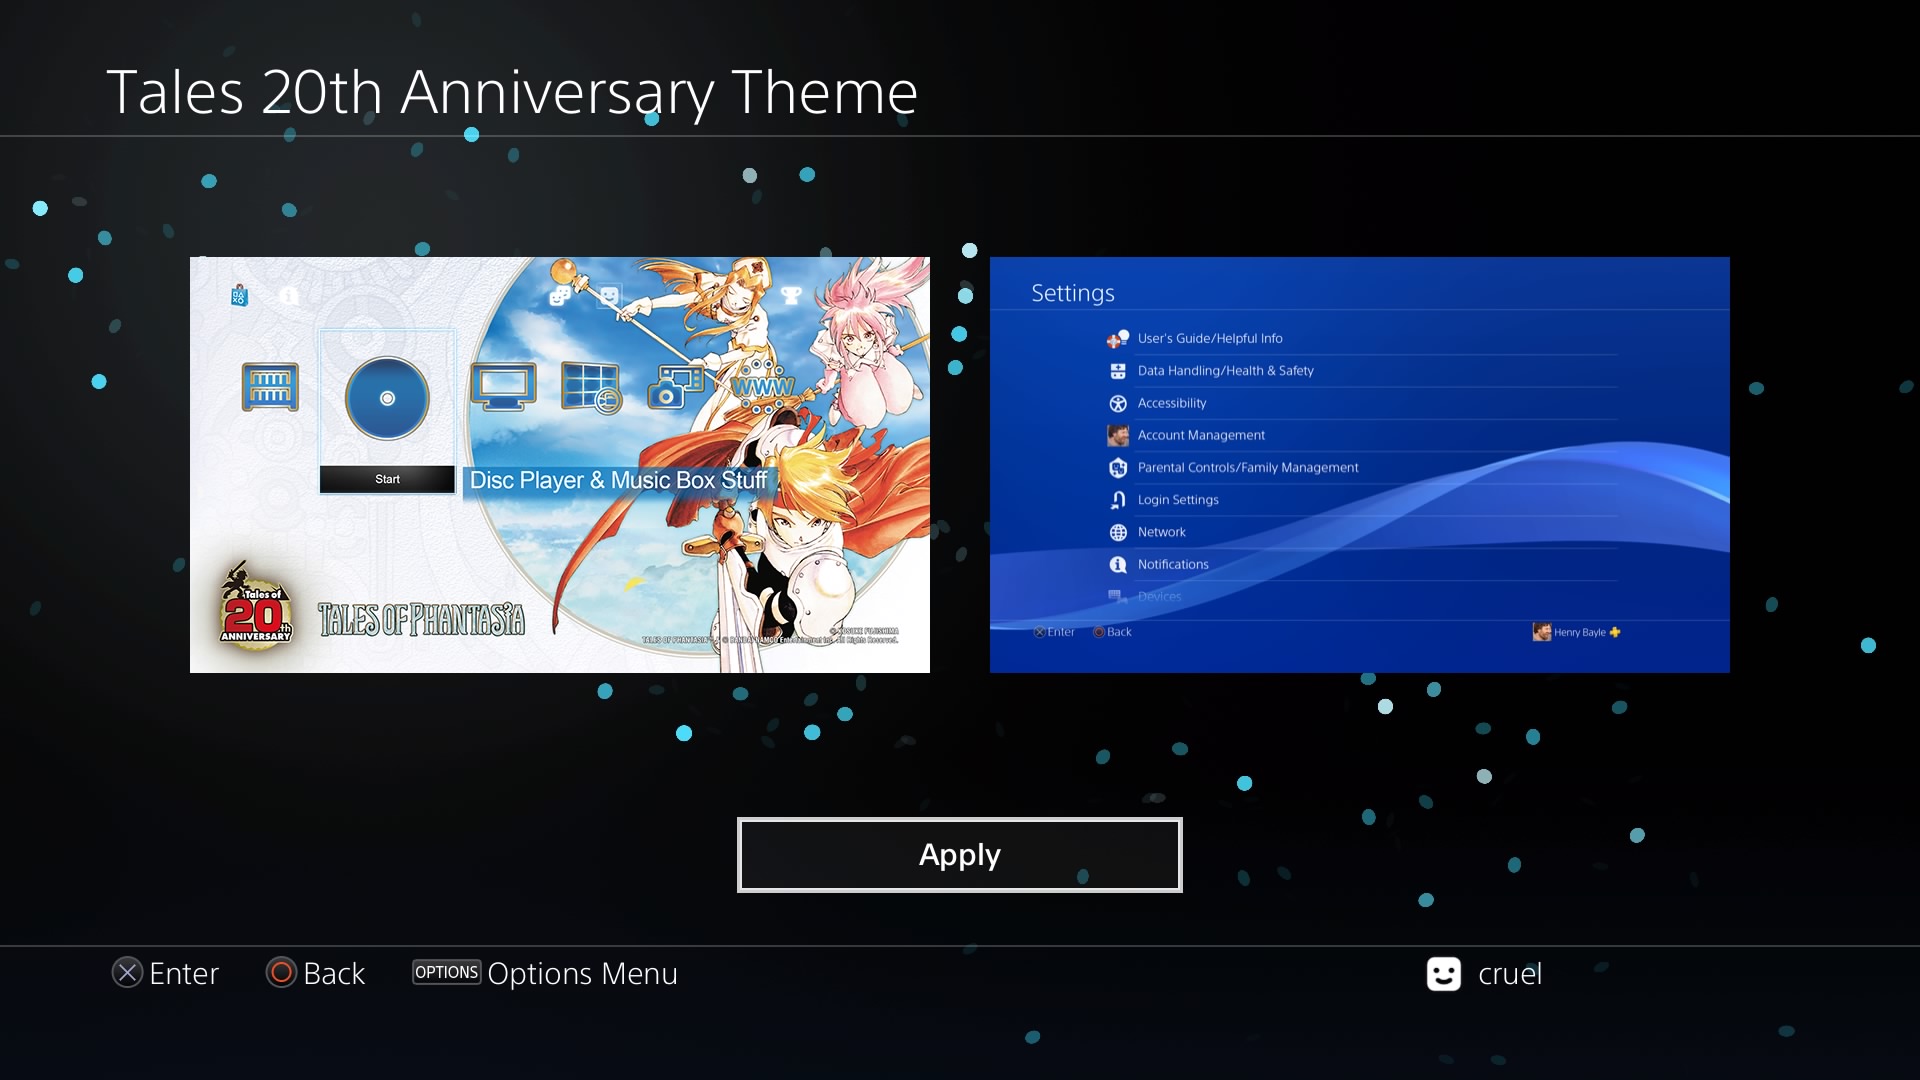 Tales 20th Anniversary Theme
WWW
Start
Disc Player & Music Box Stuff
Tales of
20th
ANNIVERSARY
TALES OF PHANTASIA
© KOSUKE FUJISHIMA
TALES OF PHANTASIA™ & © BANDAI NAMCO Entertainment Inc. All Rights Reserved.
Settings
User's Guide/Helpful Info
Data Handling/Health & Safety
Accessibility
Account Management
Parental Controls/Family Management
Login Settings
Network
Notifications
Devices
Enter Back Henry Bayle
Apply
Enter Back OPTIONS Options Menu cruel